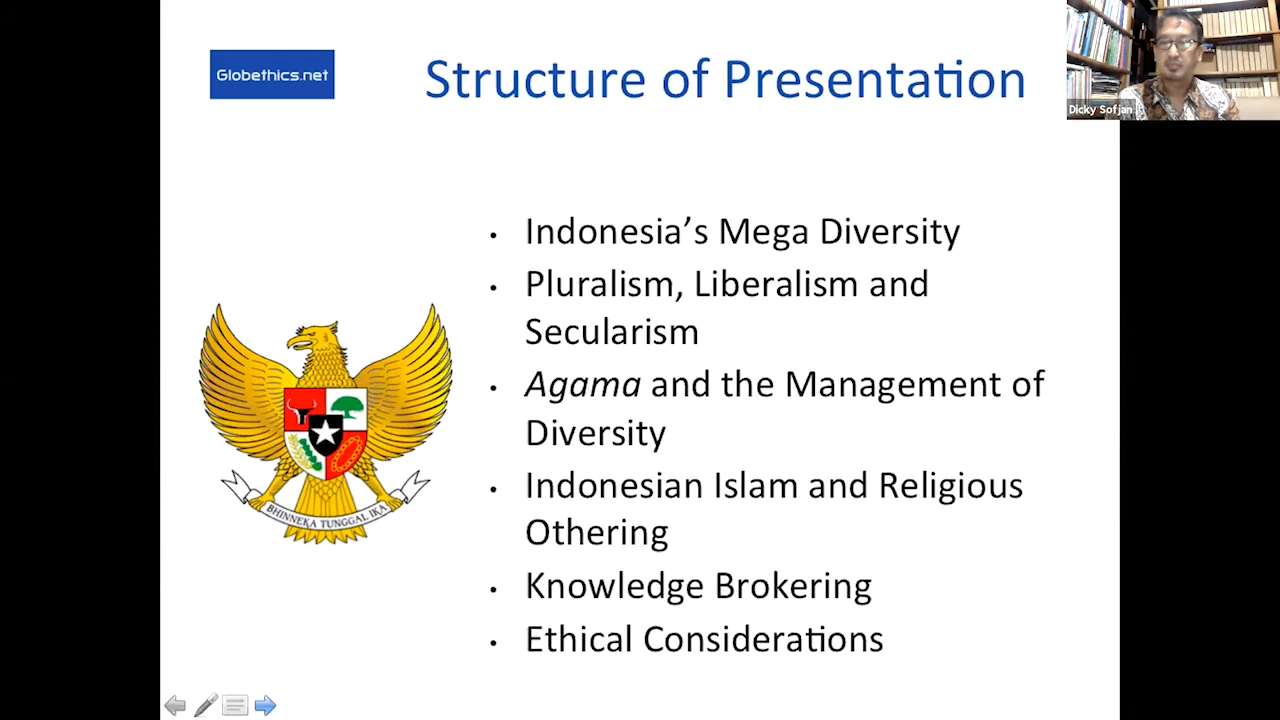 Globethics.net
Structure of Presentation
Dicky Sofjan
• Indonesia’s Mega Diversity
• Pluralism, Liberalism and
Secularism
• Agama and the Management of
Diversity
• Indonesian Islam and Religious
Othering
• Knowledge Brokering
• Ethical Considerations
BHINNEKA TUNGGAL IKA